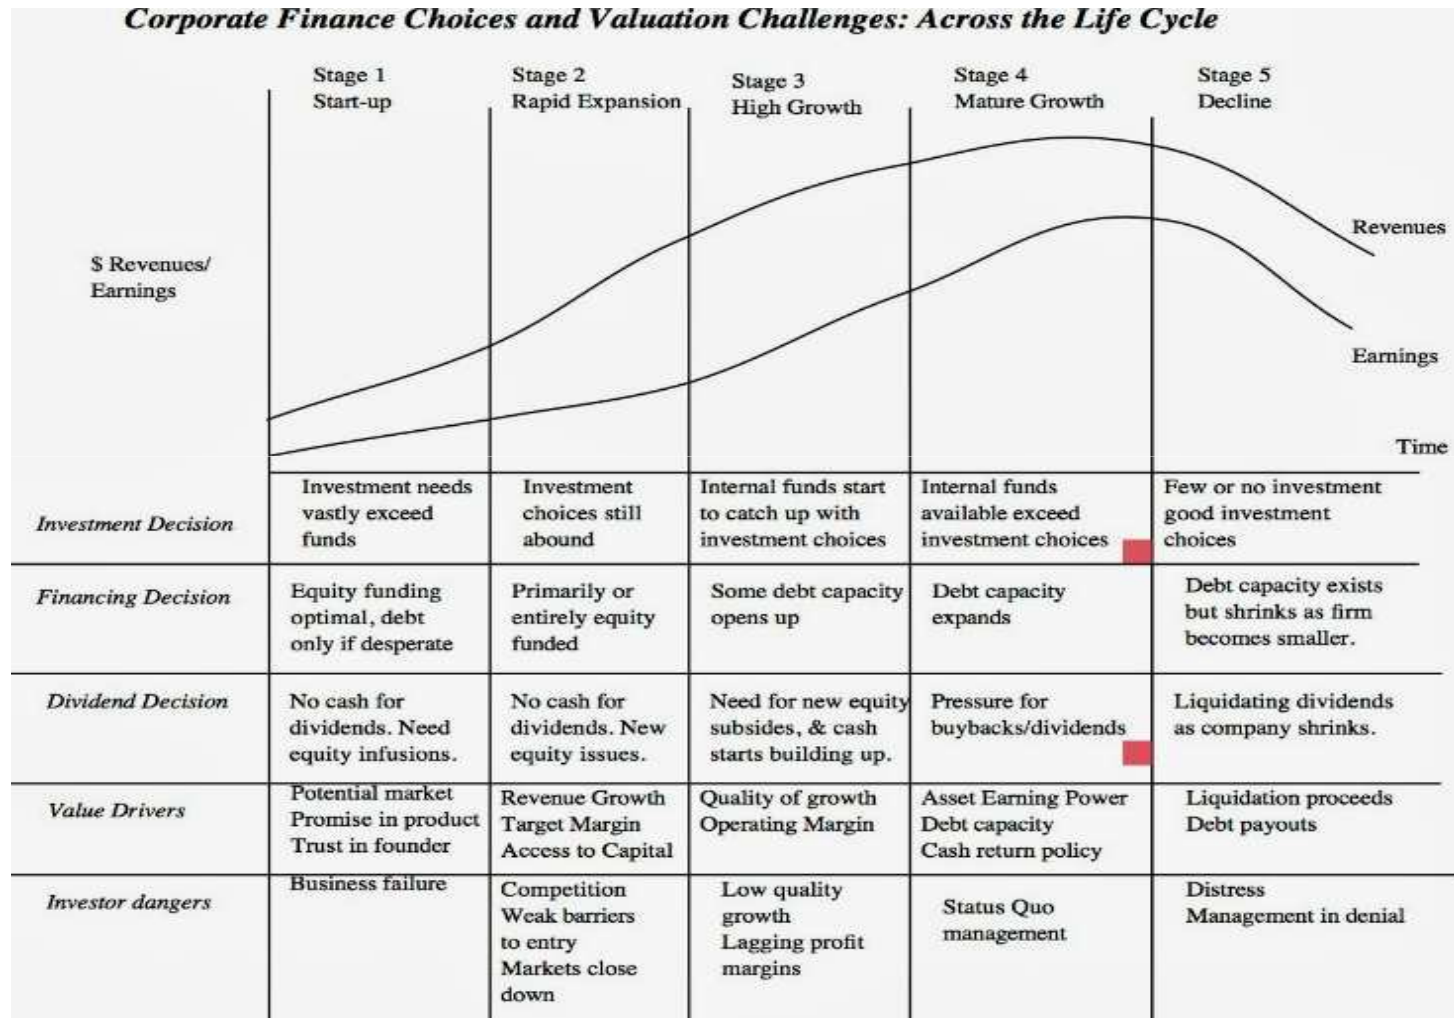 Corporate Finance Choices and Valuation Challenges: Across the Life Cycle
Stage 1
Start-up
Stage 2
Rapid Expansion
Stage 3
High Growth
Stage 4
Mature Growth
Stage 5
Decline
$ Revenues/
Earnings
Revenues
Earnings
Time
Investment Decision
Investment needs
vastly exceed
funds
Investment
choices still
abound
Internal funds start
to catch up with
investment choices
Internal funds
available exceed
investment choices
Few or no investment
good investment
choices
Financing Decision
Equity funding
optimal, debt
only if desperate
Primarily or
entirely equity
funded
Some debt capacity
opens up
Debt capacity
expands
Debt capacity exists
but shrinks as firm
becomes smaller.
Dividend Decision
No cash for
dividends. Need
equity infusions.
No cash for
dividends. New
equity issues.
Need for new equity
subsides, & cash
starts building up.
Pressure for
buybacks/dividends
Liquidating dividends
as company shrinks.
Value Drivers
Potential market
Promise in product
Trust in founder
Revenue Growth
Target Margin
Access to Capital
Quality of growth
Operating Margin
Asset Earning Power
Debt capacity
Cash return policy
Liquidation proceeds
Debt payouts
Investor dangers
Business failure
Competition
Weak barriers
to entry
Markets close
down
Low quality
growth
Lagging profit
margins
Status Quo
management
Distress
Management in denial